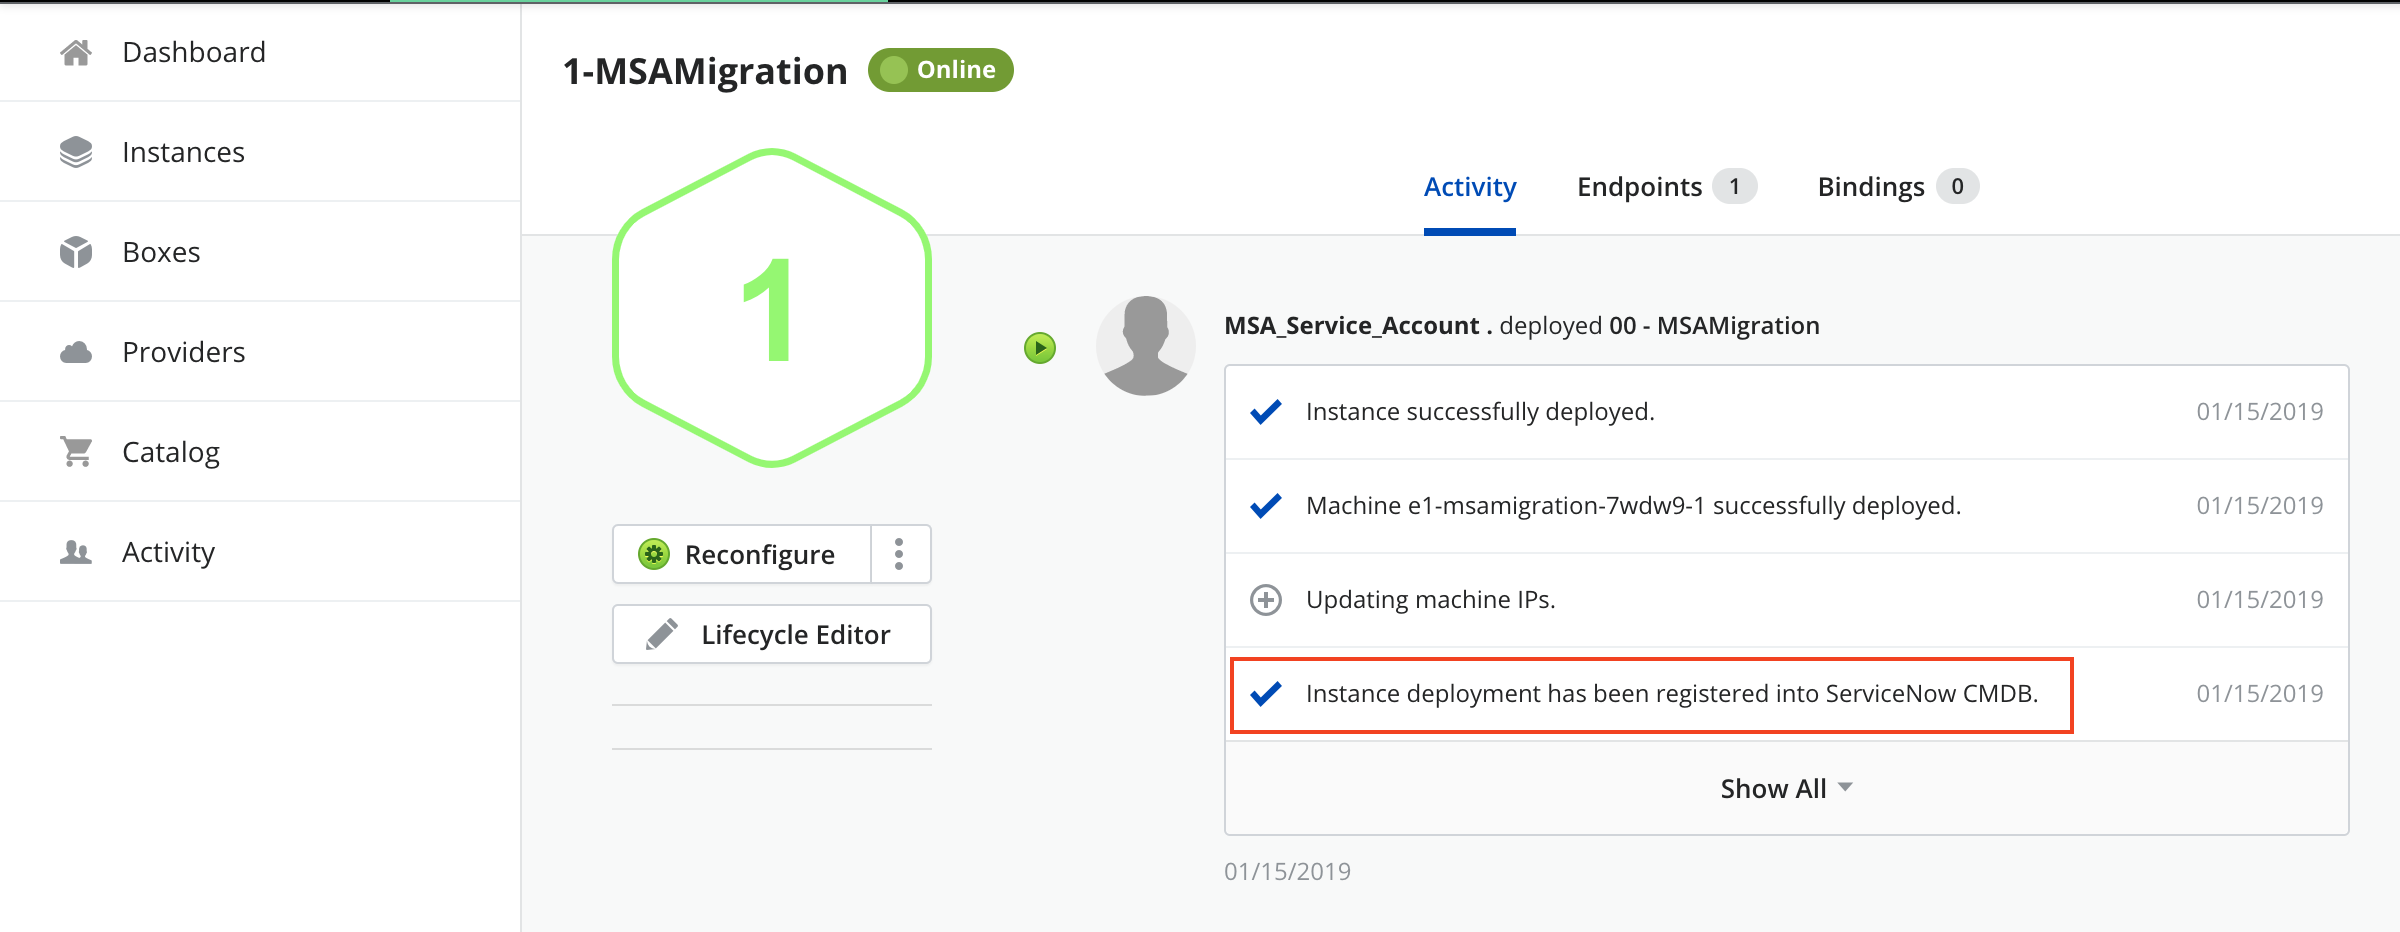 Dashboard
Instances
Boxes
Providers
Catalog
Activity
1-MSAMigration
Online
Activity
Endpoints 1
Bindings 0
1
Reconfigure
Lifecycle Editor
MSA_Service_Account . deployed 00 - MSAMigration
Instance successfully deployed. 01/15/2019
Machine e1-msamigration-7wdw9-1 successfully deployed. 01/15/2019
Updating machine IPs. 01/15/2019
Instance deployment has been registered into ServiceNow CMDB. 01/15/2019
Show All
01/15/2019